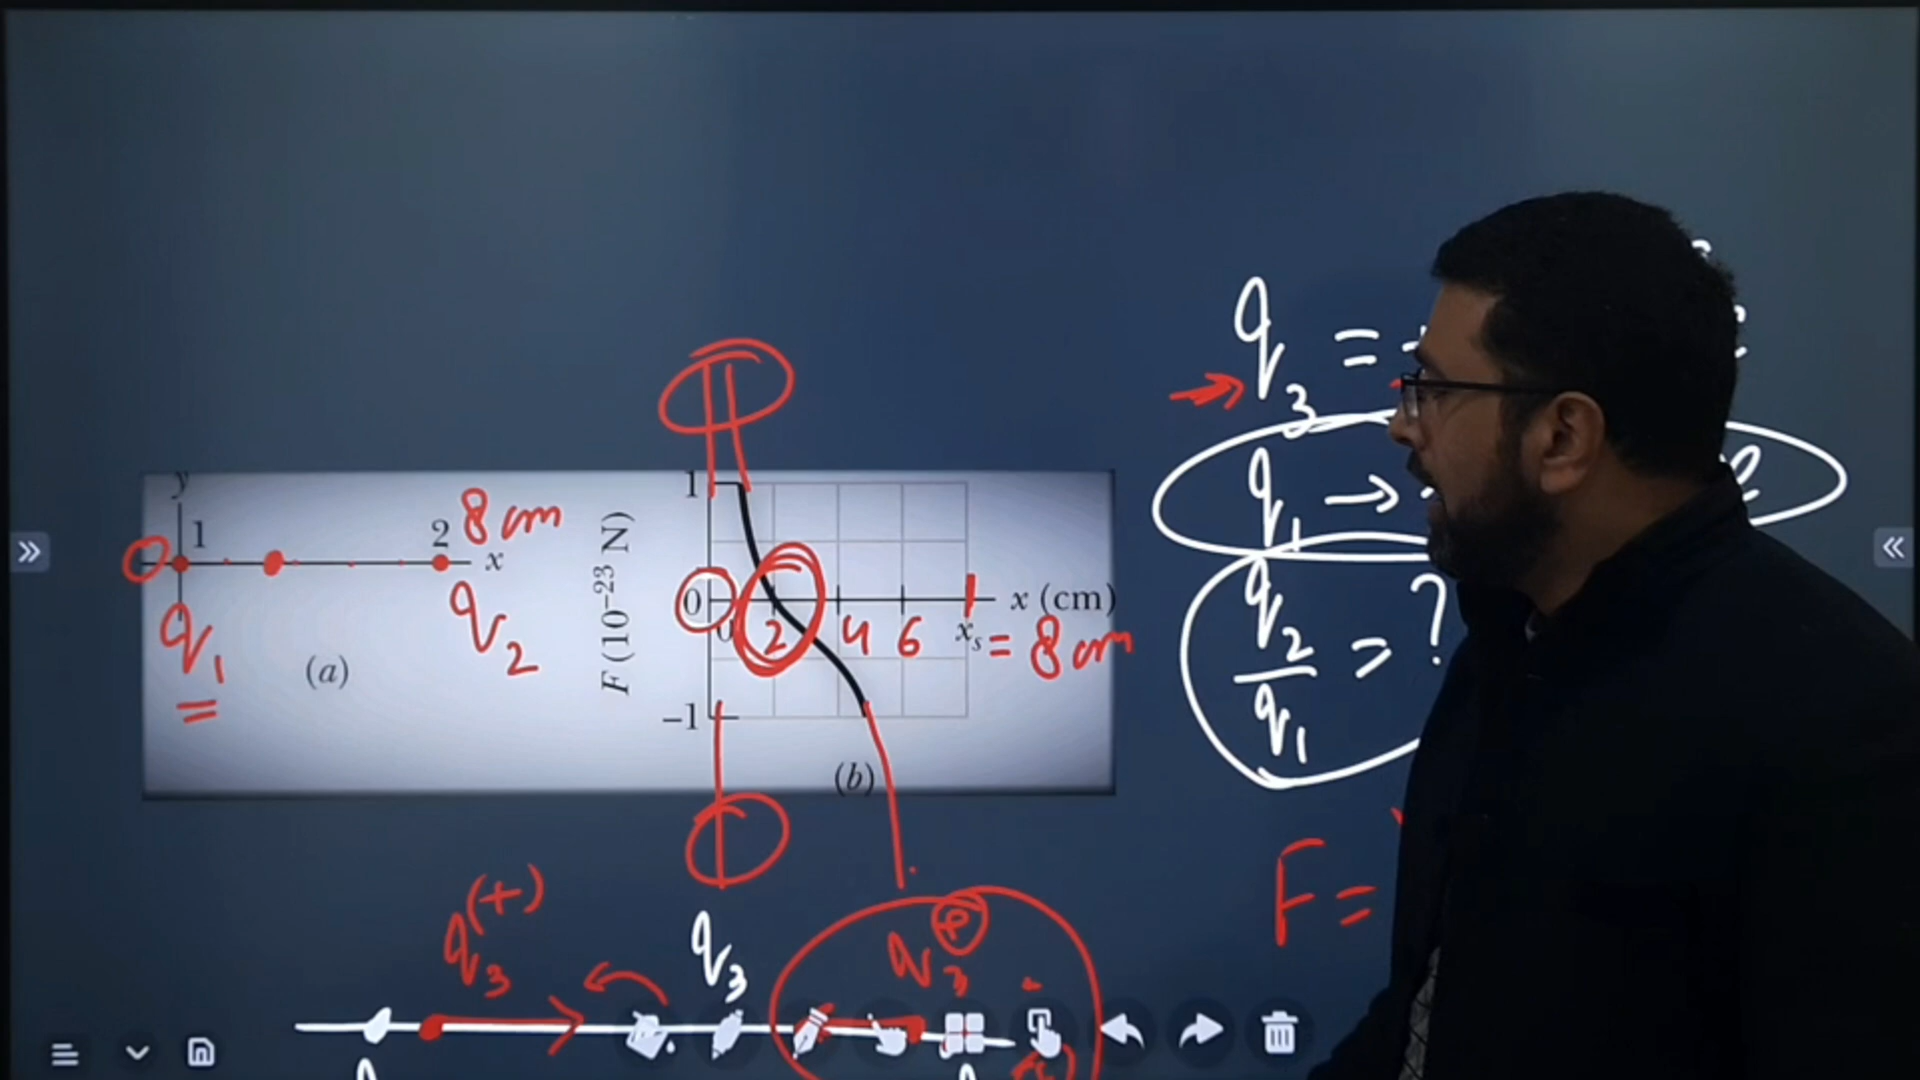 y
1
2 8 cm
x
0
q1
q2
(a)
F (10⁻²³ N)
1
0
-1
0 2 4 6 xs = 8 cm
x (cm)
(b)
q3 =
q1 →
q2/q1 = ?
F =
q3 (+)
q3
q3 P